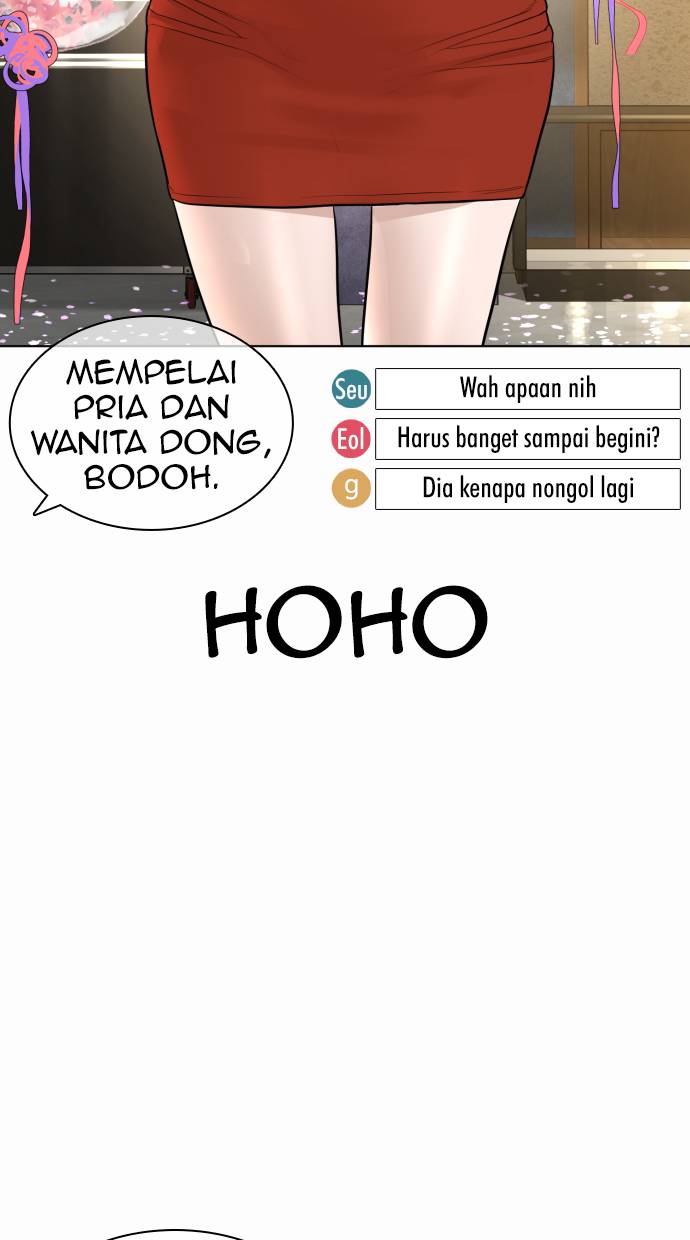 MEMPELAI
PRIA DAN
WANITA DONG,
BODOH.
Seu Wah apaan nih
Eol Harus banget sampai begini?
g Dia kenapa nongol lagi
HOHO